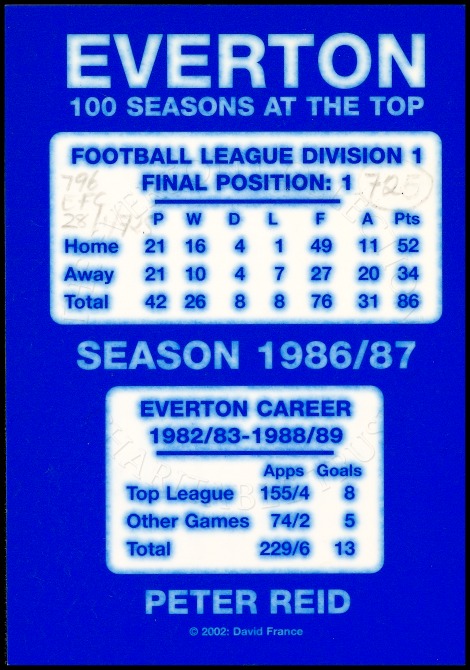 EVERTON
100 SEASONS AT THE TOP
FOOTBALL LEAGUE DIVISION 1
FINAL POSITION: 1
796
EFC
725
P W D L F A Pts
Home 21 16 4 1 49 11 52
Away 21 10 4 7 27 20 34
Total 42 26 8 8 76 31 86
SEASON 1986/87
EVERTON CAREER
1982/83-1988/89
Apps Goals
Top League 155/4 8
Other Games 74/2 5
Total 229/6 13
PETER REID
© 2002: David France